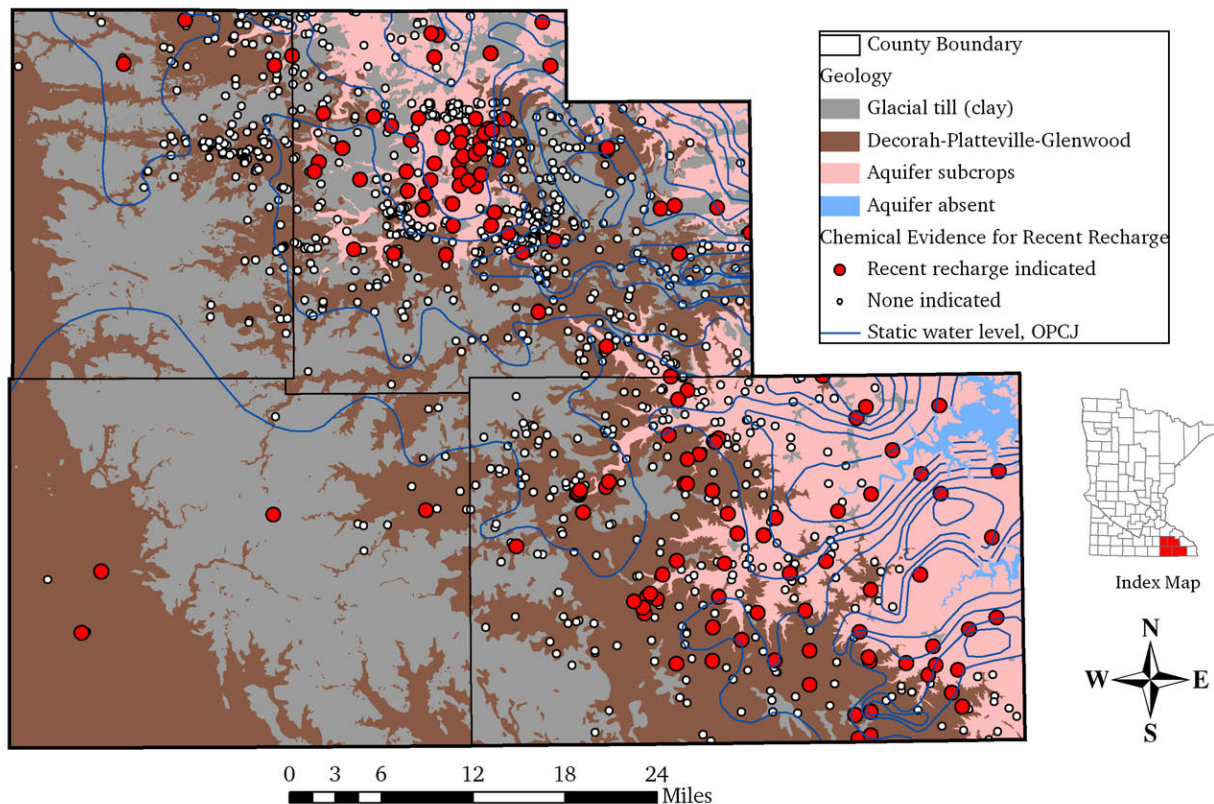 County Boundary
Geology
Glacial till (clay)
Decorah-Platteville-Glenwood
Aquifer subcrops
Aquifer absent
Chemical Evidence for Recent Recharge
Recent recharge indicated
None indicated
Static water level, OPCJ
Index Map
N
W E
S
0 3 6 12 18 24
Miles